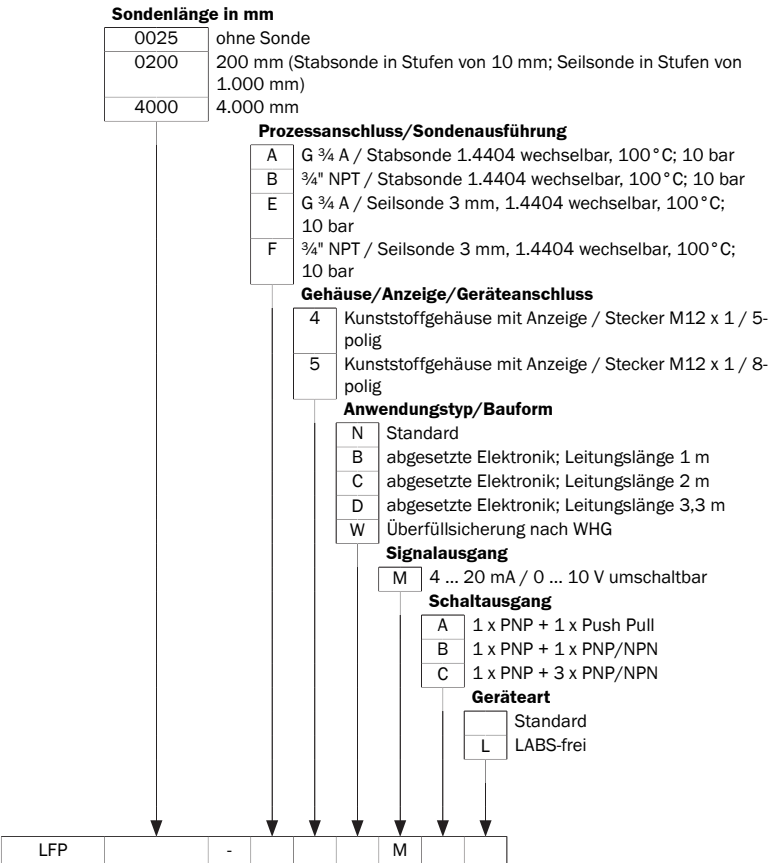 Sondenlänge in mm
0025 ohne Sonde
0200 200 mm (Stabsonde in Stufen von 10 mm; Seilsonde in Stufen von
1.000 mm)
4000 4.000 mm
Prozessanschluss/Sondenausführung
A G ¾ A / Stabsonde 1.4404 wechselbar, 100°C; 10 bar
B ¾" NPT / Stabsonde 1.4404 wechselbar, 100°C; 10 bar
E G ¾ A / Seilsonde 3 mm, 1.4404 wechselbar, 100°C;
10 bar
F ¾" NPT / Seilsonde 3 mm, 1.4404 wechselbar, 100°C;
10 bar
Gehäuse/Anzeige/Geräteanschluss
4 Kunststoffgehäuse mit Anzeige / Stecker M12 x 1 / 5-
polig
5 Kunststoffgehäuse mit Anzeige / Stecker M12 x 1 / 8-
polig
Anwendungstyp/Bauform
N Standard
B abgesetzte Elektronik; Leitungslänge 1 m
C abgesetzte Elektronik; Leitungslänge 2 m
D abgesetzte Elektronik; Leitungslänge 3,3 m
W Überfüllsicherung nach WHG
Signalausgang
M 4 ... 20 mA / 0 ... 10 V umschaltbar
Schaltausgang
A 1 x PNP + 1 x Push Pull
B 1 x PNP + 1 x PNP/NPN
C 1 x PNP + 3 x PNP/NPN
Geräteart
Standard
L LABS-frei
LFP - M